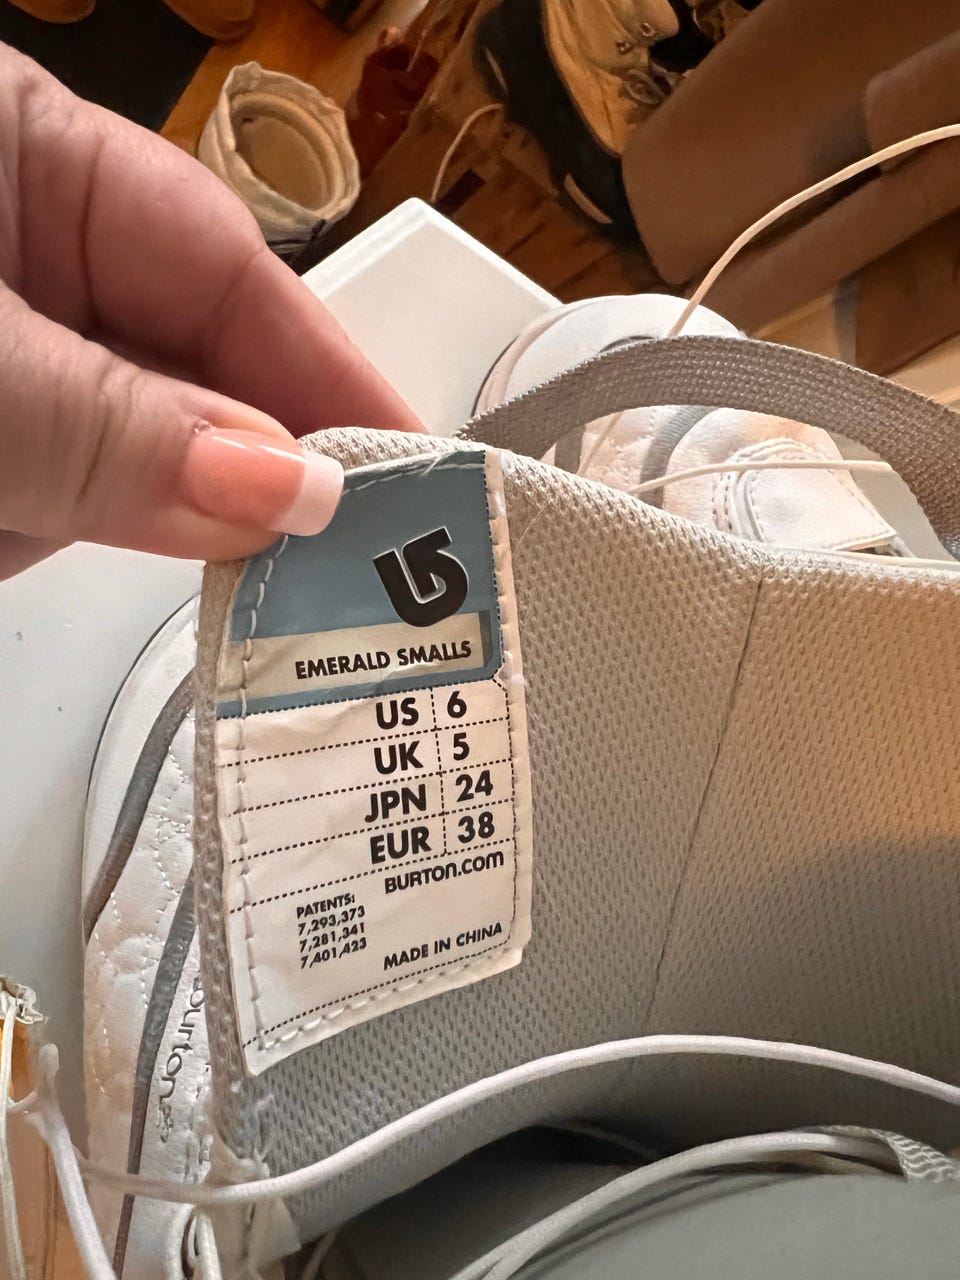 EMERALD SMALLS
US 6
UK 5
JPN 24
EUR 38
BURTON.COM
PATENTS:
7,293,373
7,281,341
7,401,423
MADE IN CHINA
Burton